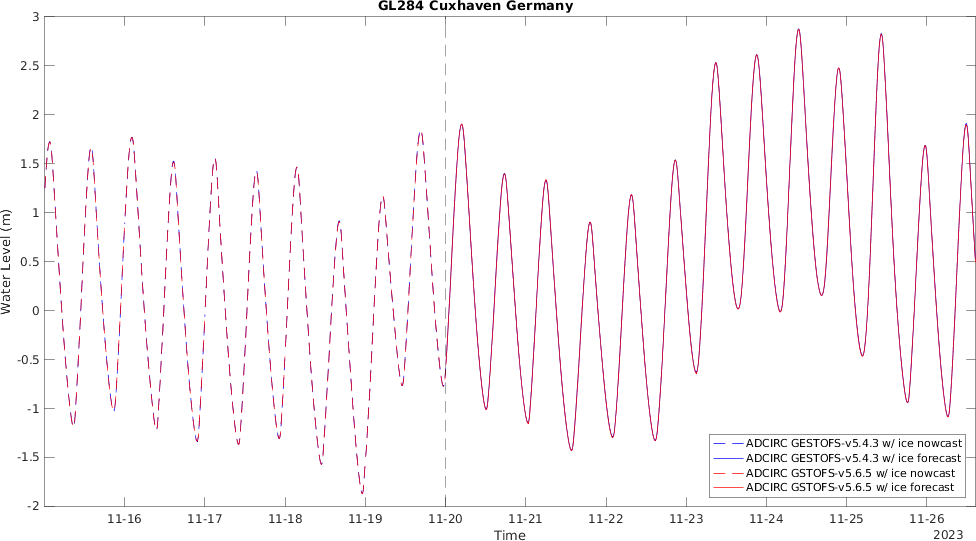 GL284 Cuxhaven Germany
3
2.5
2
1.5
1
0.5
0
-0.5
-1
-1.5
-2
Water Level (m)
ADCIRC GESTOFS-v5.4.3 w/ ice nowcast
ADCIRC GESTOFS-v5.4.3 w/ ice forecast
ADCIRC GSTOFS-v5.6.5 w/ ice nowcast
ADCIRC GSTOFS-v5.6.5 w/ ice forecast
11-16 11-17 11-18 11-19 11-20 11-21 11-22 11-23 11-24 11-25 11-26
Time
2023